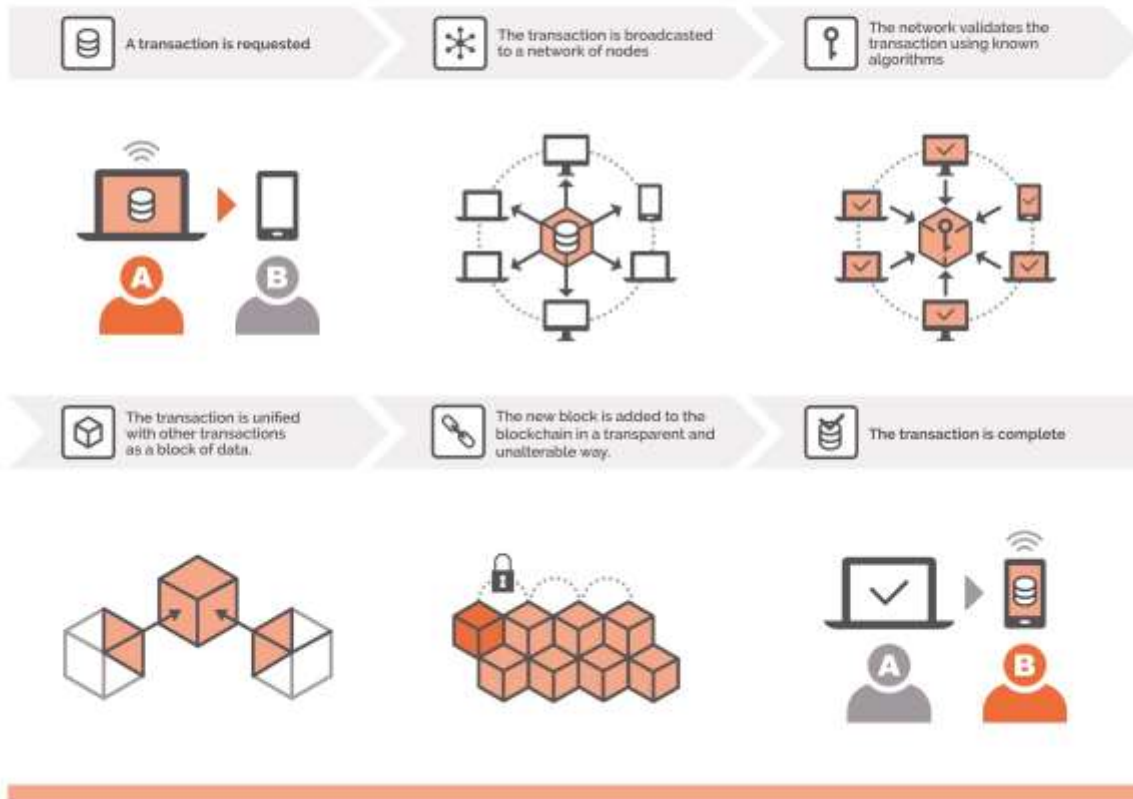 A transaction is requested
The transaction is broadcasted
to a network of nodes
The network validates the
transaction using known
algorithms
A
B
The transaction is unified
with other transactions
as a block of data.
The new block is added to the
blockchain in a transparent and
unalterable way.
The transaction is complete
A
B